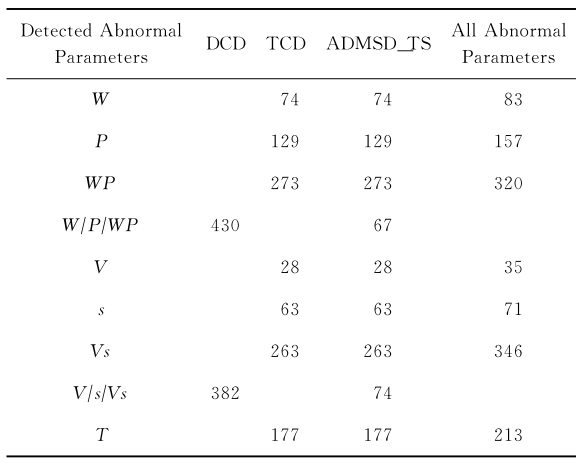 Detected Abnormal Parameters DCD TCD ADMSD_TS All Abnormal Parameters
W 74 74 83
P 129 129 157
WP 273 273 320
W/P/WP 430 67
V 28 28 35
s 63 63 71
Vs 263 263 346
V/s/Vs 382 74
T 177 177 213